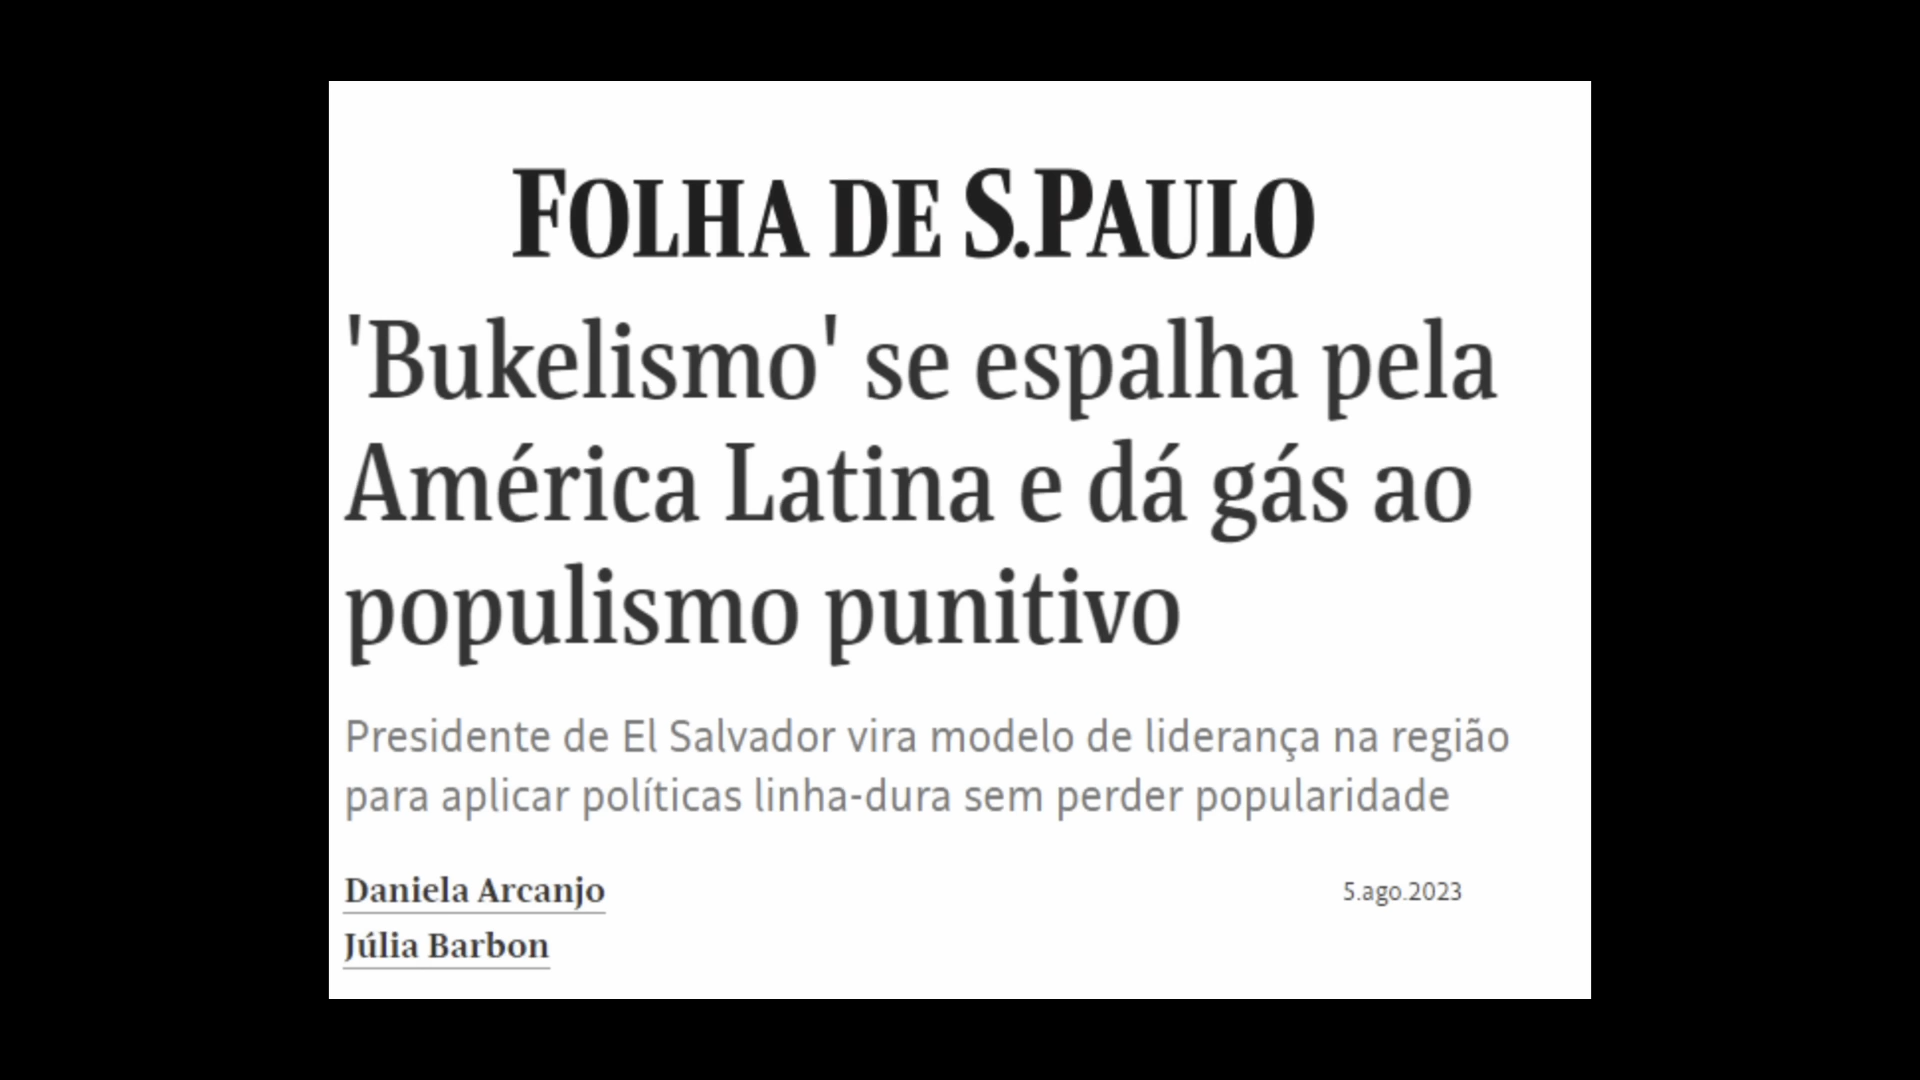 FOLHA DE S.PAULO
'Bukelismo' se espalha pela
América Latina e dá gás ao
populismo punitivo
Presidente de El Salvador vira modelo de liderança na região
para aplicar políticas linha-dura sem perder popularidade
Daniela Arcanjo
5.ago.2023
Júlia Barbon